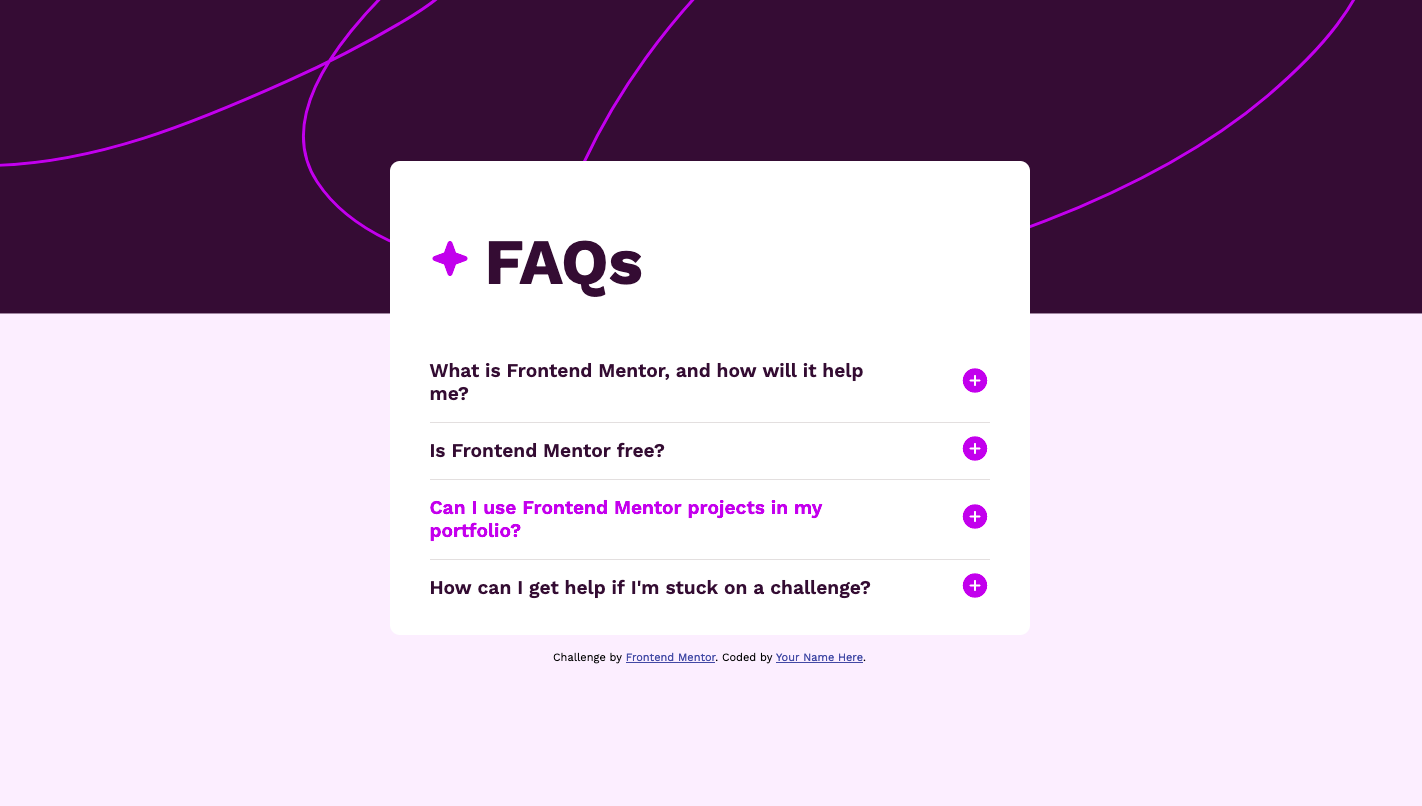 FAQs
What is Frontend Mentor, and how will it help
me?
Is Frontend Mentor free?
Can I use Frontend Mentor projects in my
portfolio?
How can I get help if I'm stuck on a challenge?
Challenge by Frontend Mentor. Coded by Your Name Here.